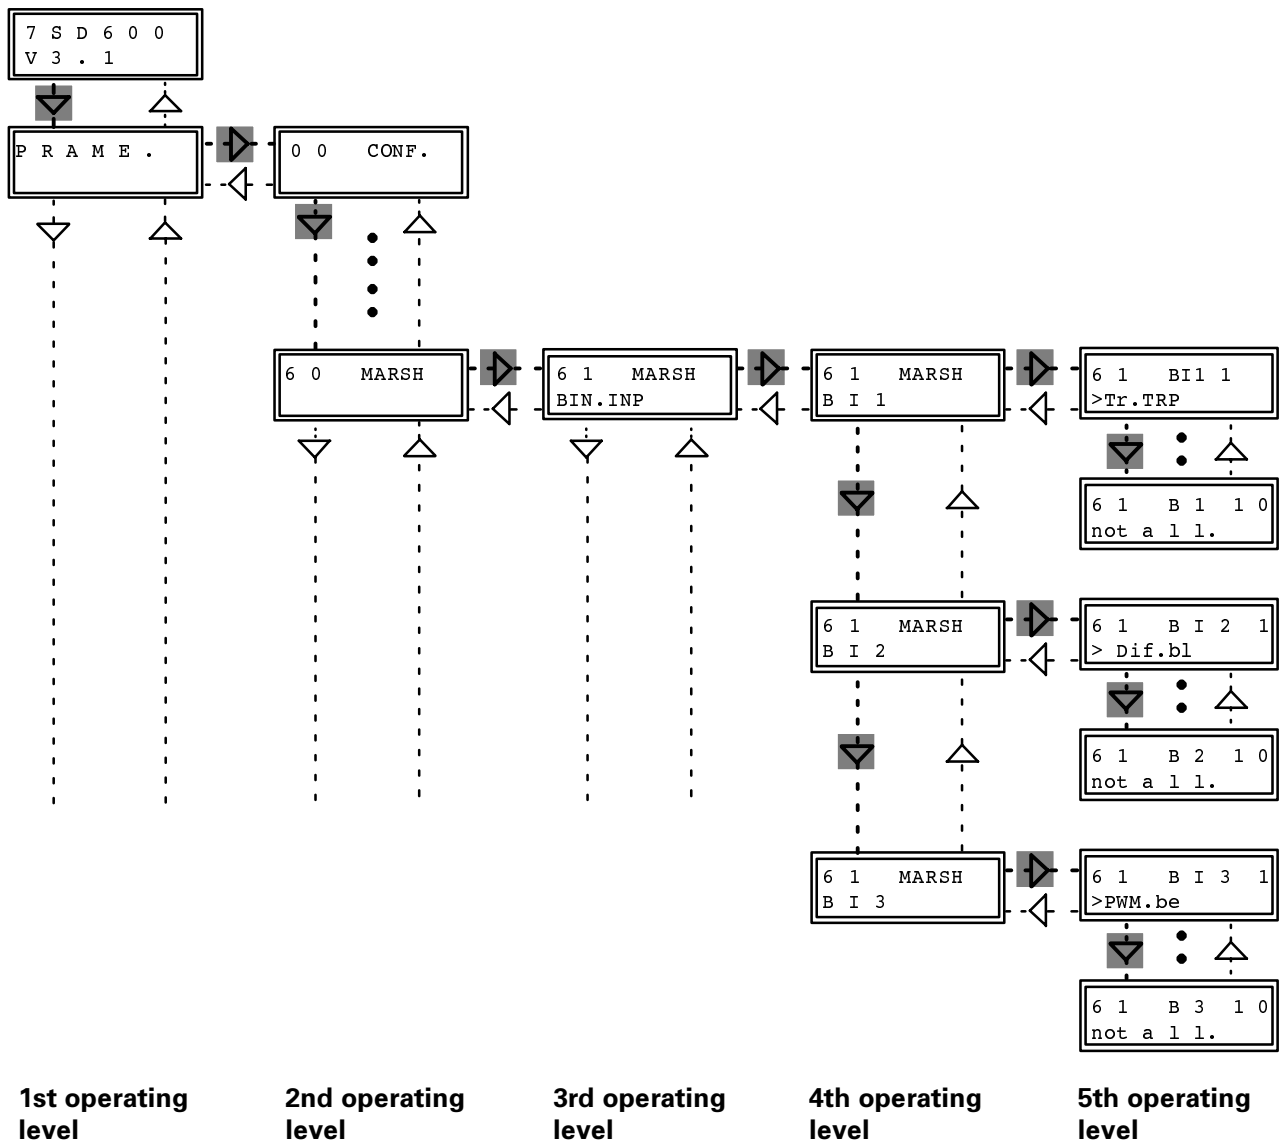 7 S D 6 0 0
V 3 . 1
P R A M E .
0 0 CONF.
6 0 MARSH
6 1 MARSH
BIN.INP
6 1 MARSH
B I 1
6 1 BI1 1
>Tr.TRP
6 1 B 1 1 0
not a l l.
6 1 MARSH
B I 2
6 1 B I 2 1
> Dif.bl
6 1 B 2 1 0
not a l l.
6 1 MARSH
B I 3
6 1 B I 3 1
>PWM.be
6 1 B 3 1 0
not a l l.
1st operating
level
2nd operating
level
3rd operating
level
4th operating
level
5th operating
level